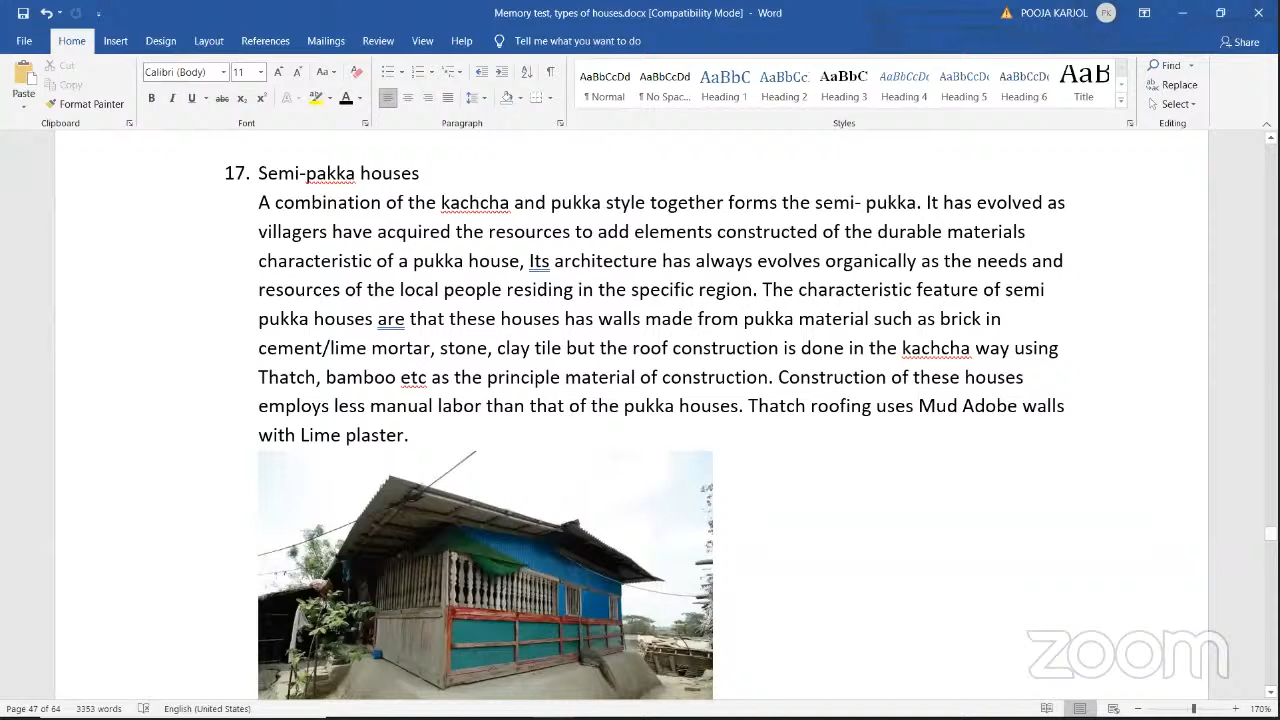 Memory test, types of houses.docx [Compatibility Mode] - Word
POOJA KARJOL PK
File Home Insert Design Layout References Mailings Review View Help Tell me what you want to do Share
Paste
Cut
Copy
Format Painter
Clipboard
Calibri (Body) 11
Font
Paragraph
AaBbCcDd AaBbCcDd AaBbC AaBbCc. AaBbC AaBbCcDc AaBbCcDc AaBbCcDc AaB
¶ Normal ¶ No Spac... Heading 1 Heading 2 Heading 3 Heading 4 Heading 5 Heading 6 Title
Styles
Find
Replace
Select
Editing
17. Semi-pakka houses
A combination of the kachcha and pukka style together forms the semi- pukka. It has evolved as
villagers have acquired the resources to add elements constructed of the durable materials
characteristic of a pukka house, Its architecture has always evolves organically as the needs and
resources of the local people residing in the specific region. The characteristic feature of semi
pukka houses are that these houses has walls made from pukka material such as brick in
cement/lime mortar, stone, clay tile but the roof construction is done in the kachcha way using
Thatch, bamboo etc as the principle material of construction. Construction of these houses
employs less manual labor than that of the pukka houses. Thatch roofing uses Mud Adobe walls
with Lime plaster.
zoom
Page 47 of 64 3353 words English (United States) 170%